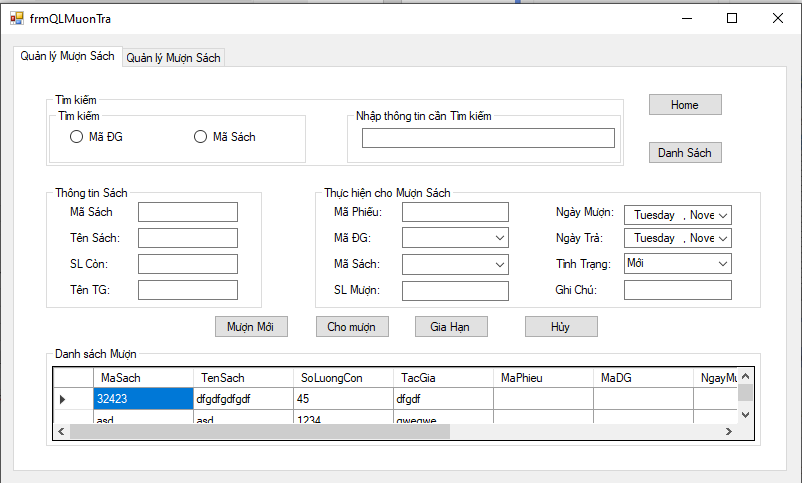 frmQLMuonTra
Quản lý Mượn Sách Quản lý Mượn Sách
Tìm kiếm
Tìm kiếm
Mã ĐG Mã Sách
Nhập thông tin cần Tìm kiếm
Home
Danh Sách
Thông tin Sách
Mã Sách
Tên Sách:
SL Còn:
Tên TG:
Thực hiện cho Mượn Sách
Mã Phiếu:
Mã ĐG:
Mã Sách:
SL Mượn:
Ngày Mượn: Tuesday , Nove
Ngày Trả: Tuesday , Nove
Tình Trạng: Mới
Ghi Chú:
Mượn Mới Cho mượn Gia Hạn Hủy
Danh sách Mượn
MaSach TenSach SoLuongCon TacGia MaPhieu MaDG NgayMu
32423 dfgdfgdfgdf 45 dfgdf
asd asd 1234 qweqwe